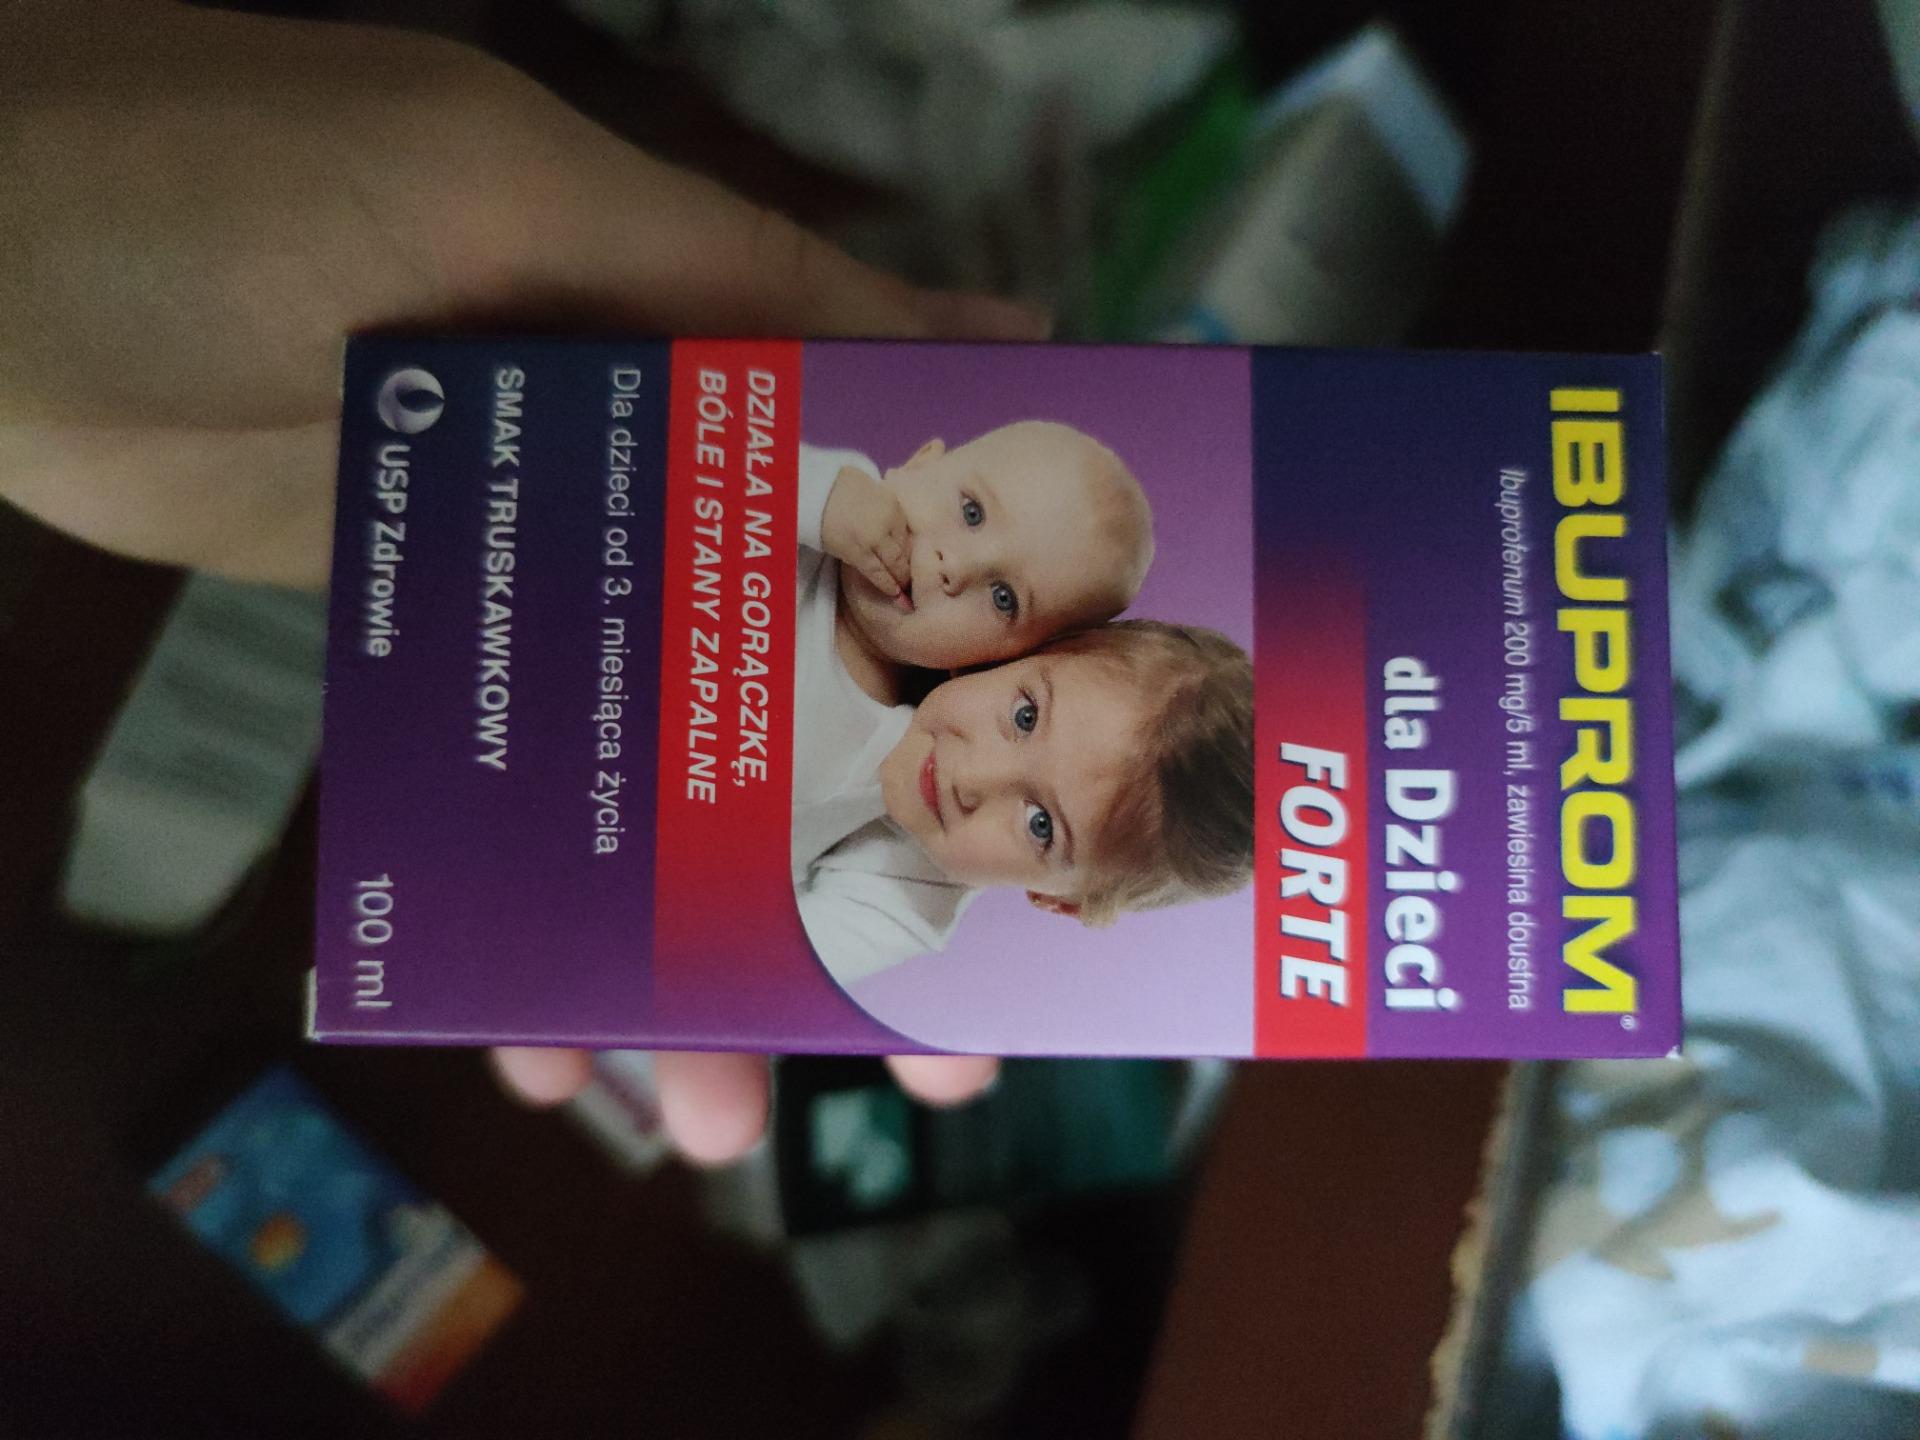 IBUPROM®
Ibuprofenum 200 mg/5 ml, zawiesina doustna
dla Dzieci
FORTE
DZIAŁA NA GORĄCZKĘ,
BÓLE I STANY ZAPALNE
Dla dzieci od 3. miesiąca życia
SMAK TRUSKAWKOWY
USP Zdrowie
100 ml